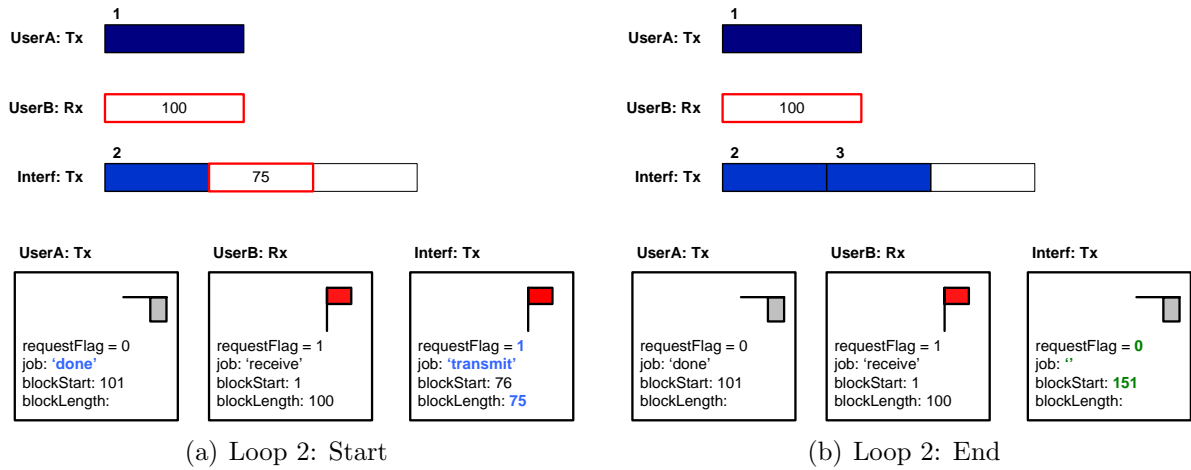 1
UserA: Tx
UserB: Rx
100
2
Interf: Tx
75
UserA: Tx
UserB: Rx
Interf: Tx
requestFlag = 0
job: ‘done’
blockStart: 101
blockLength:
requestFlag = 1
job: ‘receive’
blockStart: 1
blockLength: 100
requestFlag = 1
job: ‘transmit’
blockStart: 76
blockLength: 75
(a) Loop 2: Start
1
UserA: Tx
UserB: Rx
100
2
3
Interf: Tx
UserA: Tx
UserB: Rx
Interf: Tx
requestFlag = 0
job: ‘done’
blockStart: 101
blockLength:
requestFlag = 1
job: ‘receive’
blockStart: 1
blockLength: 100
requestFlag = 0
job: ‘’
blockStart: 151
blockLength:
(b) Loop 2: End